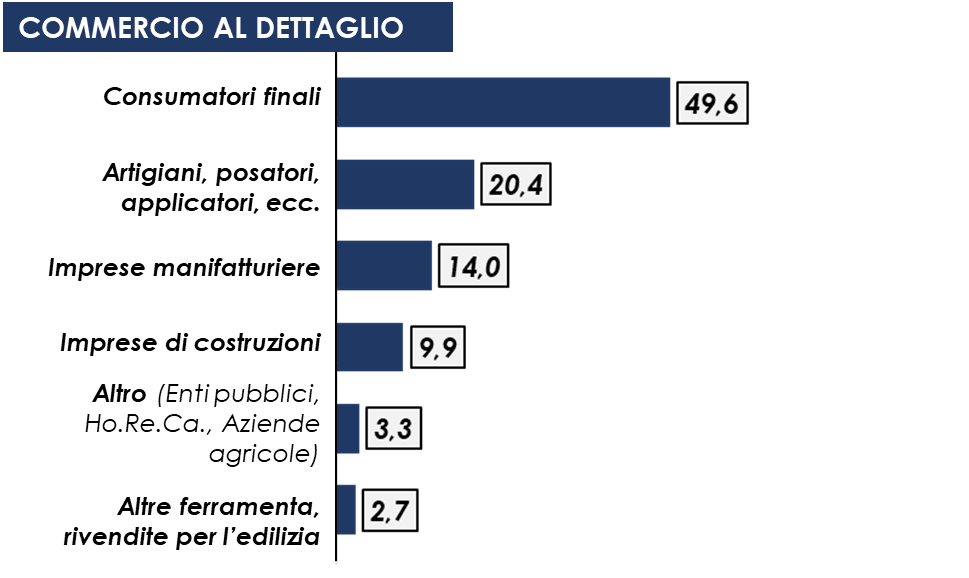 COMMERCIO AL DETTAGLIO
Consumatori finali
49,6
Artigiani, posatori,
applicatori, ecc.
20,4
Imprese manifatturiere
14,0
Imprese di costruzioni
9,9
Altro (Enti pubblici,
Ho.Re.Ca., Aziende
agricole)
3,3
Altre ferramenta,
rivendite per l’edilizia
2,7